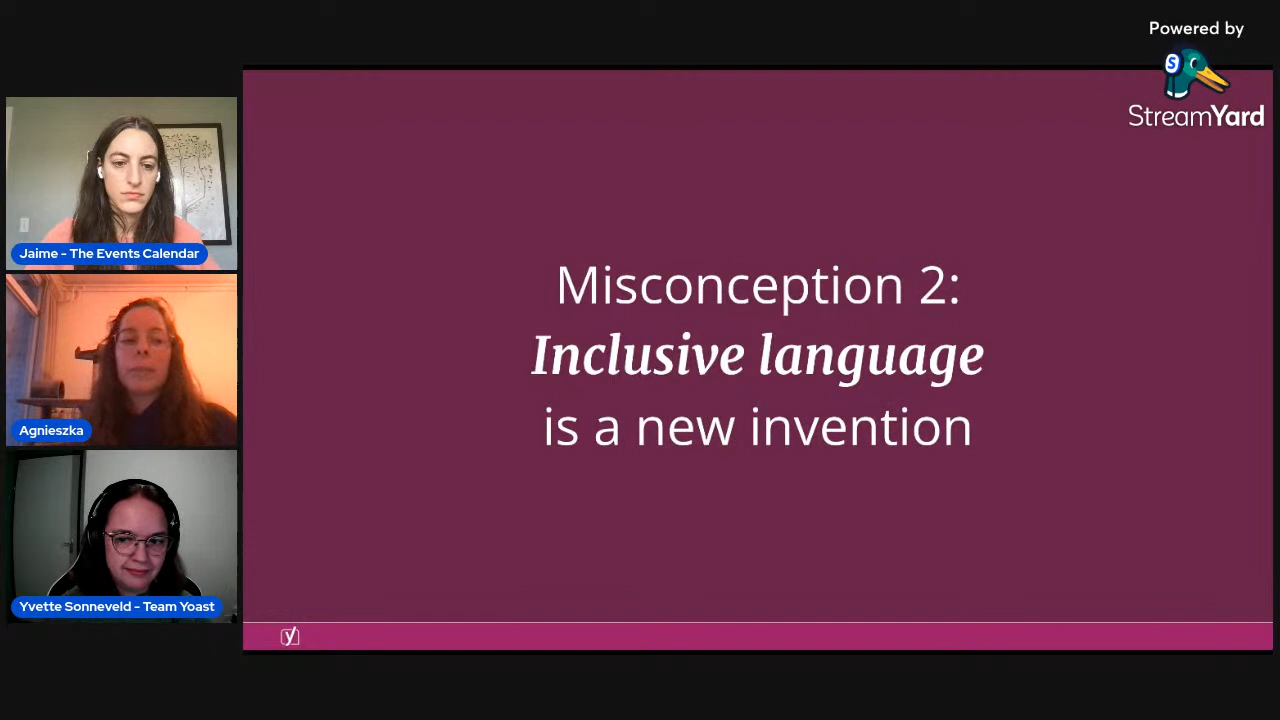 Powered by
StreamYard
Jaime - The Events Calendar
Agnieszka
Yvette Sonneveld - Team Yoast
Misconception 2:
Inclusive language
is a new invention